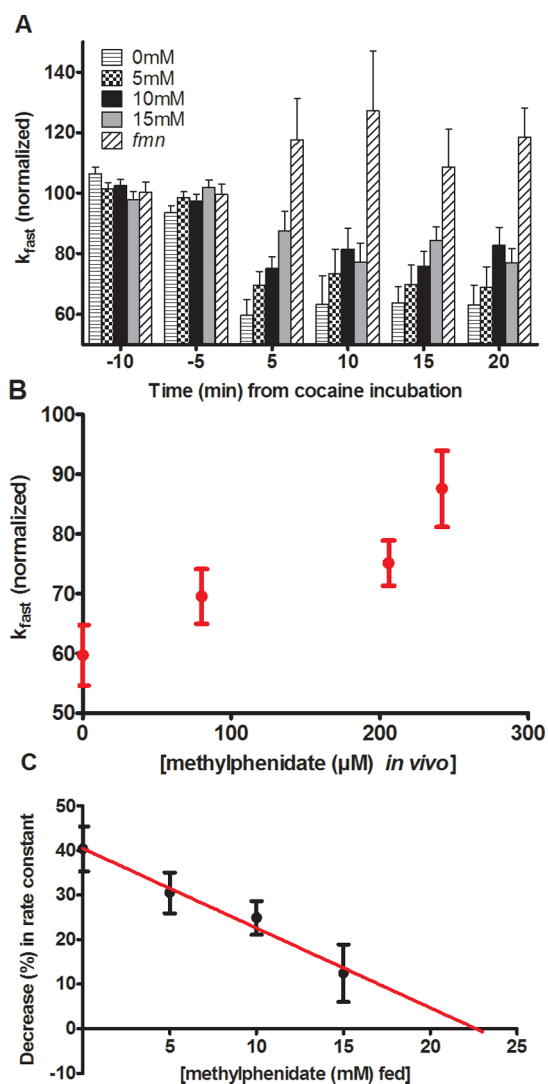 A
0mM
5mM
10mM
15mM
fmn
k_fast (normalized)
140
120
100
80
60
-10 -5 5 10 15 20
Time (min) from cocaine incubation
B
k_fast (normalized)
100
90
80
70
60
50
0 100 200 300
[methylphenidate (µM) in vivo]
C
Decrease (%) in rate constant
50
40
30
20
10
0
-10
5 10 15 20 25
[methylphenidate (mM) fed]